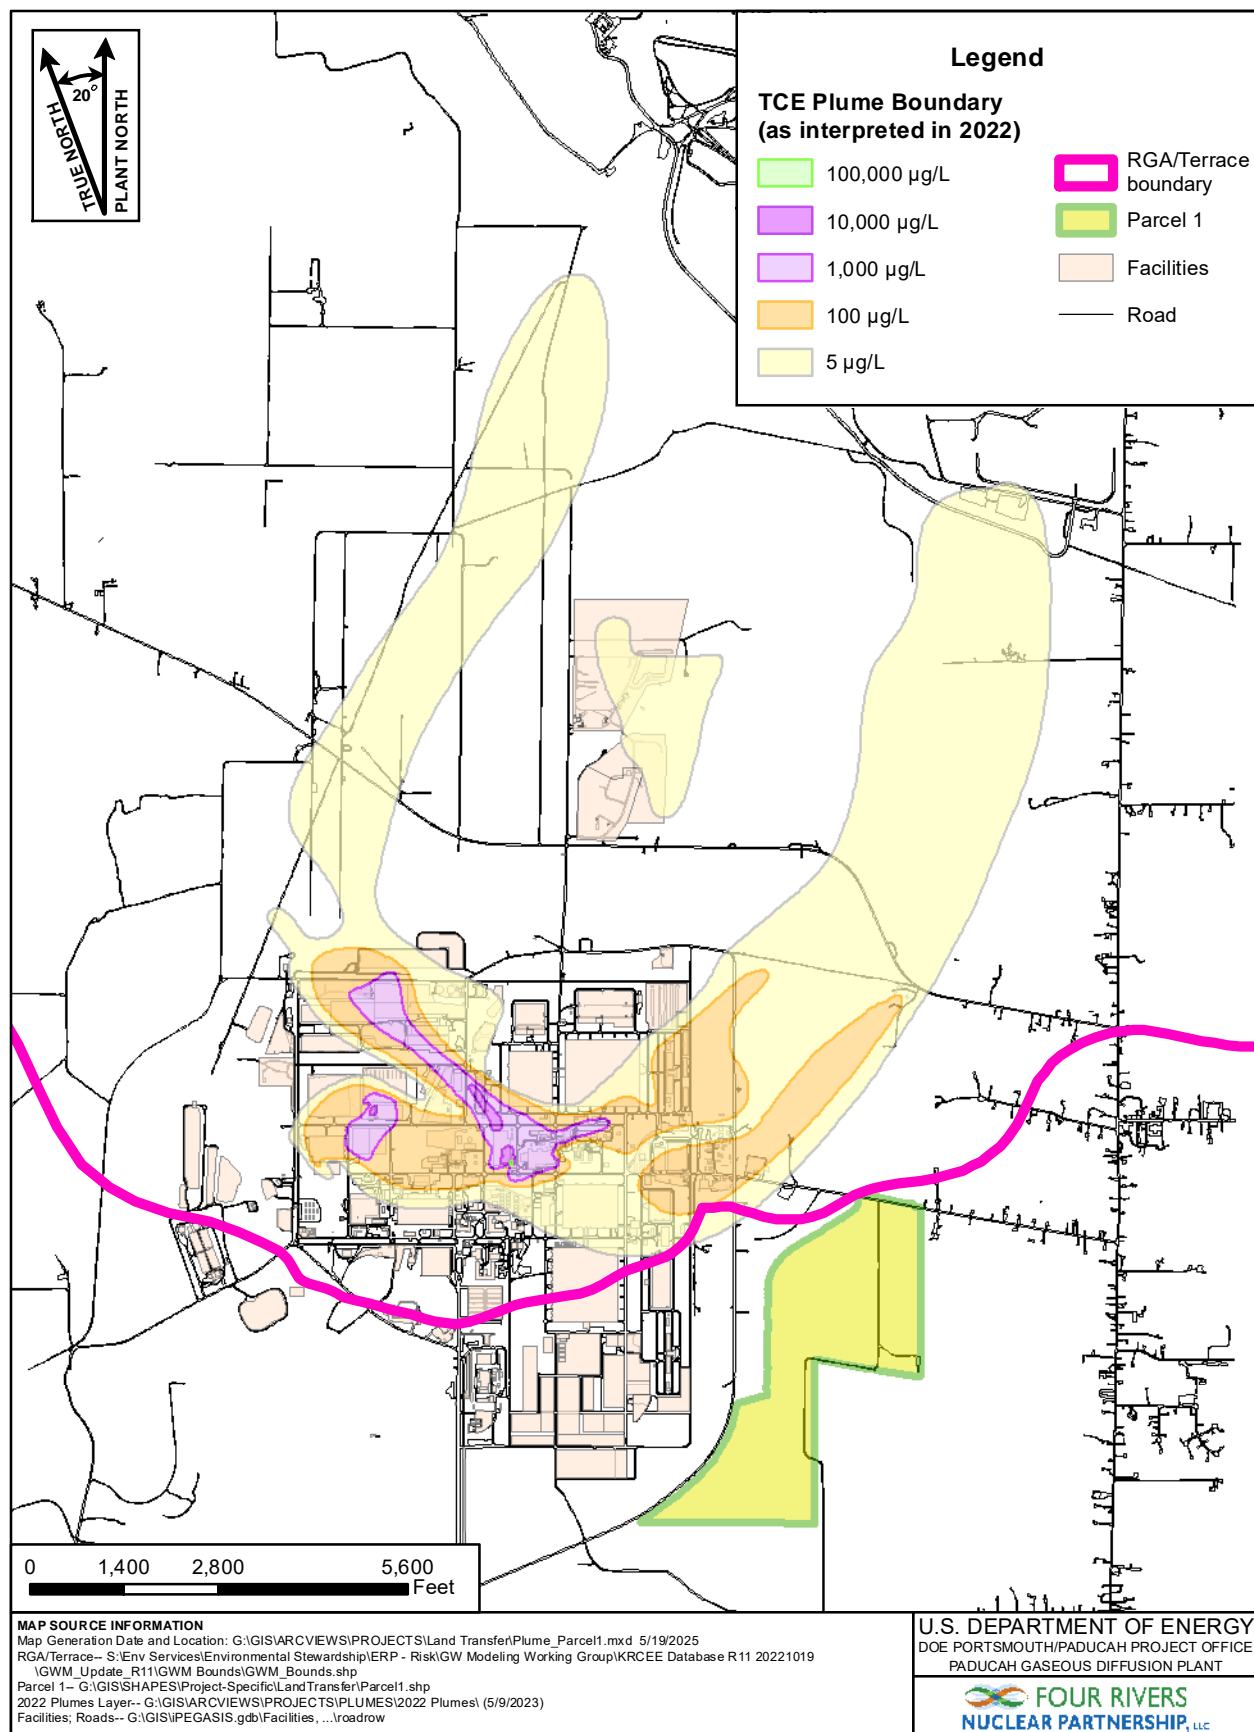 TRUE NORTH
20°
PLANT NORTH
Legend
TCE Plume Boundary
(as interpreted in 2022)
100,000 µg/L
10,000 µg/L
1,000 µg/L
100 µg/L
5 µg/L
RGA/Terrace
boundary
Parcel 1
Facilities
Road
0 1,400 2,800 5,600
Feet
MAP SOURCE INFORMATION
Map Generation Date and Location: G:\GIS\ARCVIEWS\PROJECTS\Land Transfer\Plume_Parcel1.mxd 5/19/2025
RGA/Terrace-- S:\Env Services\Environmental Stewardship\ERP - Risk\GW Modeling Working Group\KRCEE Database R11 20221019
\GWM_Update_R11\GWM Bounds\GWM_Bounds.shp
Parcel 1-- G:\GIS\SHAPES\Project-Specific\LandTransfer\Parcel1.shp
2022 Plumes Layer-- G:\GIS\ARCVIEWS\PROJECTS\PLUMES\2022 Plumes\ (5/9/2023)
Facilities; Roads-- G:\GIS\iPEGASIS.gdb\Facilities, ...\roadrow
U.S. DEPARTMENT OF ENERGY
DOE PORTSMOUTH/PADUCAH PROJECT OFFICE
PADUCAH GASEOUS DIFFUSION PLANT
FOUR RIVERS
NUCLEAR PARTNERSHIP, LLC